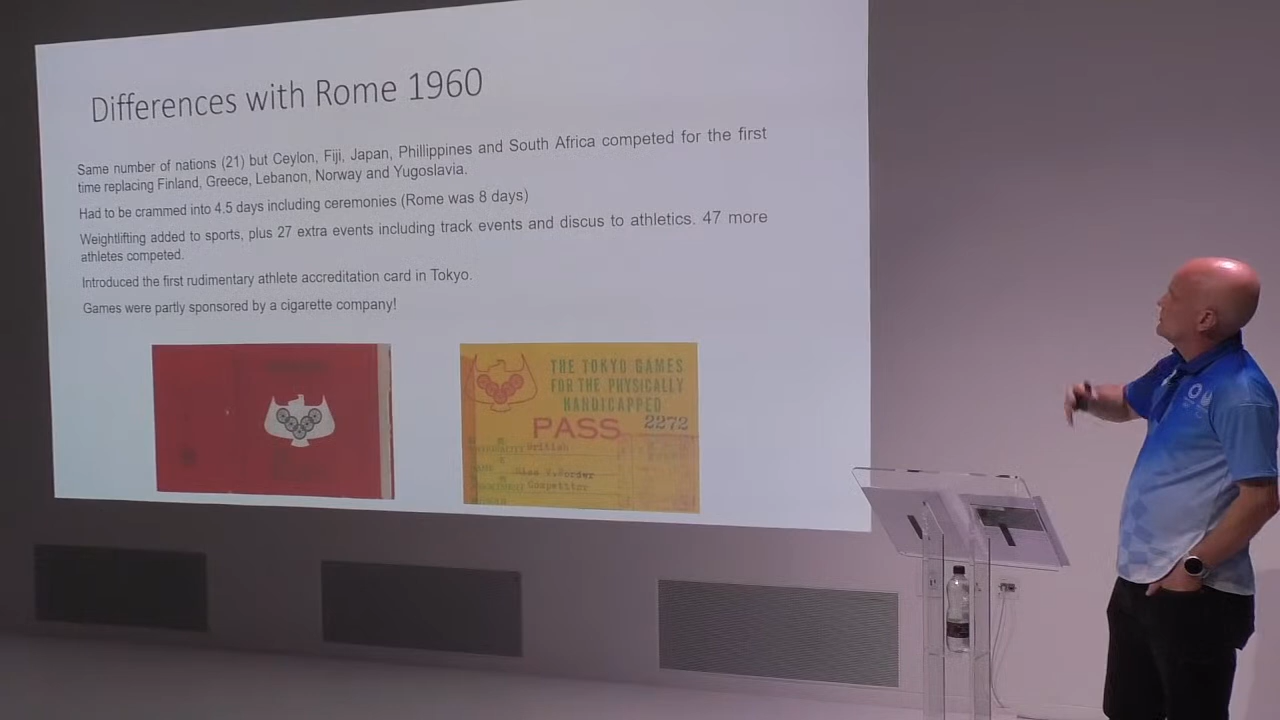 Differences with Rome 1960
Same number of nations (21) but Ceylon, Fiji, Japan, Phillippines and South Africa competed for the first
time replacing Finland, Greece, Lebanon, Norway and Yugoslavia.
Had to be crammed into 4.5 days including ceremonies (Rome was 8 days)
Weightlifting added to sports, plus 27 extra events including track events and discus to athletics. 47 more
athletes competed.
Introduced the first rudimentary athlete accreditation card in Tokyo.
Games were partly sponsored by a cigarette company!
THE TOKYO GAMES
FOR THE PHYSICALLY
HANDICAPPED
PASS 2272
British
Miss
Competitor